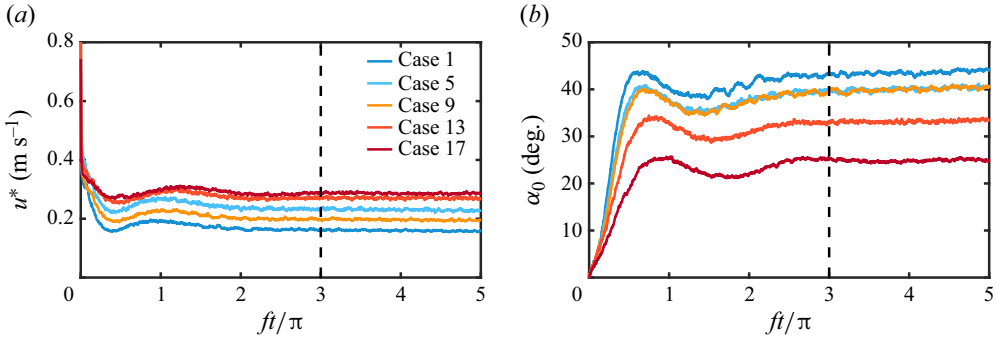 (a)
0.8
0.6
0.4
0.2
0
1
2
3
4
5
u* (m s⁻¹)
ft/π
Case 1
Case 5
Case 9
Case 13
Case 17
(b)
50
40
30
20
10
0
1
2
3
4
5
α₀ (deg.)
ft/π